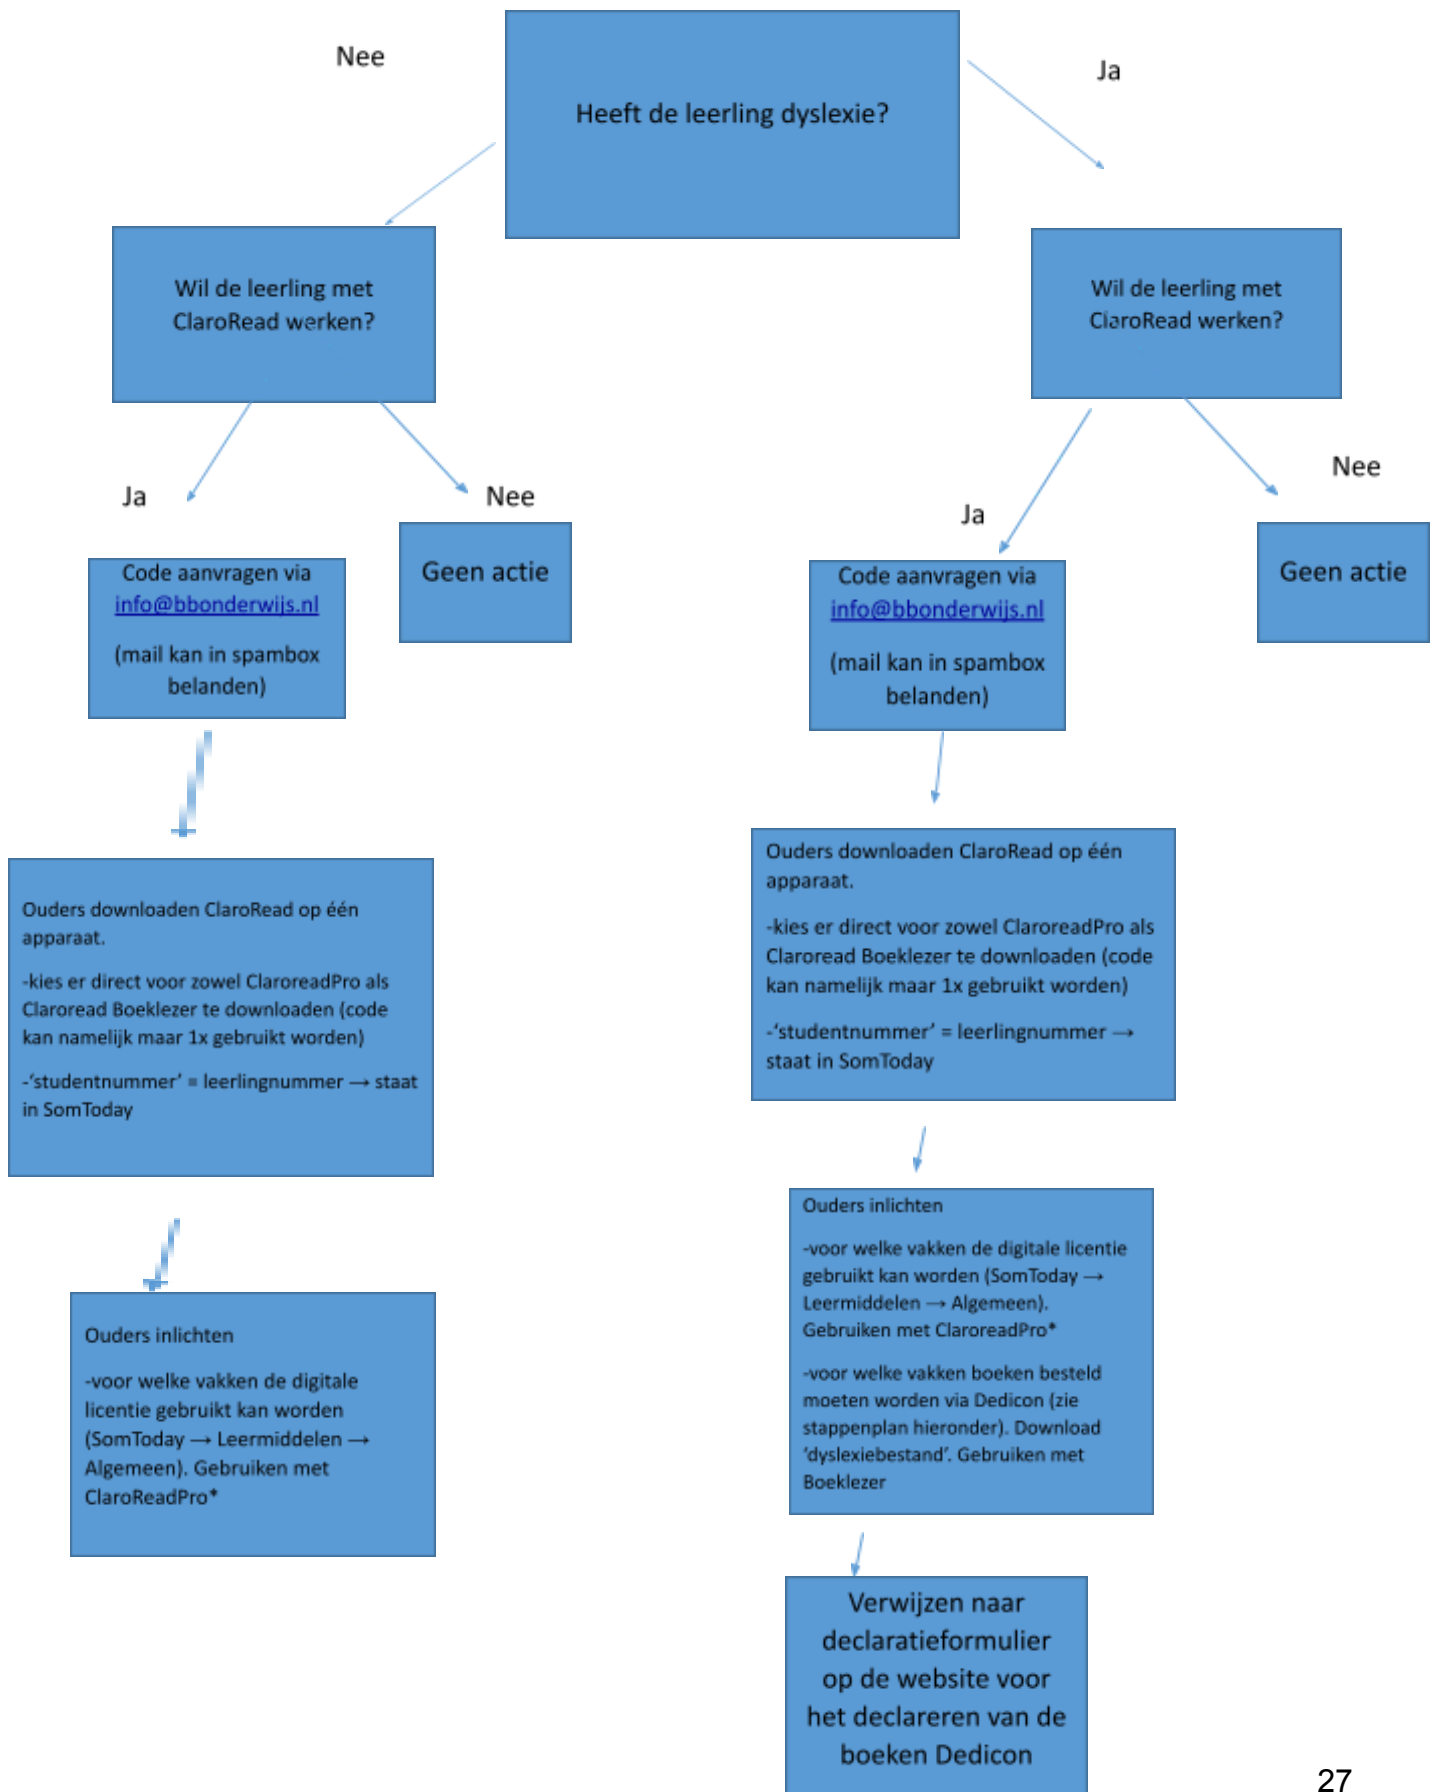 Nee
Heeft de leerling dyslexie?
Ja
Wil de leerling met
ClaroRead werken?
Wil de leerling met
ClaroRead werken?
Ja
Nee
Ja
Nee
Code aanvragen via
info@bbonderwijs.nl
(mail kan in spambox
belanden)
Geen actie
Code aanvragen via
info@bbonderwijs.nl
(mail kan in spambox
belanden)
Geen actie
Ouders downloaden ClaroRead op één
apparaat.
-kies er direct voor zowel ClaroreadPro als
Claroread Boeklezer te downloaden (code
kan namelijk maar 1x gebruikt worden)
-‘studentnummer’ = leerlingnummer → staat
in SomToday
Ouders downloaden ClaroRead op één
apparaat.
-kies er direct voor zowel ClaroreadPro als
Claroread Boeklezer te downloaden (code
kan namelijk maar 1x gebruikt worden)
-‘studentnummer’ = leerlingnummer →
staat in SomToday
Ouders inlichten
-voor welke vakken de digitale
licentie gebruikt kan worden
(SomToday → Leermiddelen →
Algemeen). Gebruiken met
ClaroReadPro*
Ouders inlichten
-voor welke vakken de digitale licentie
gebruikt kan worden (SomToday →
Leermiddelen → Algemeen).
Gebruiken met ClaroreadPro*
-voor welke vakken boeken besteld
moeten worden via Dedicon (zie
stappenplan hieronder). Download
‘dyslexiebestand’. Gebruiken met
Boeklezer
Verwijzen naar
declaratieformulier
op de website voor
het declareren van de
boeken Dedicon
27